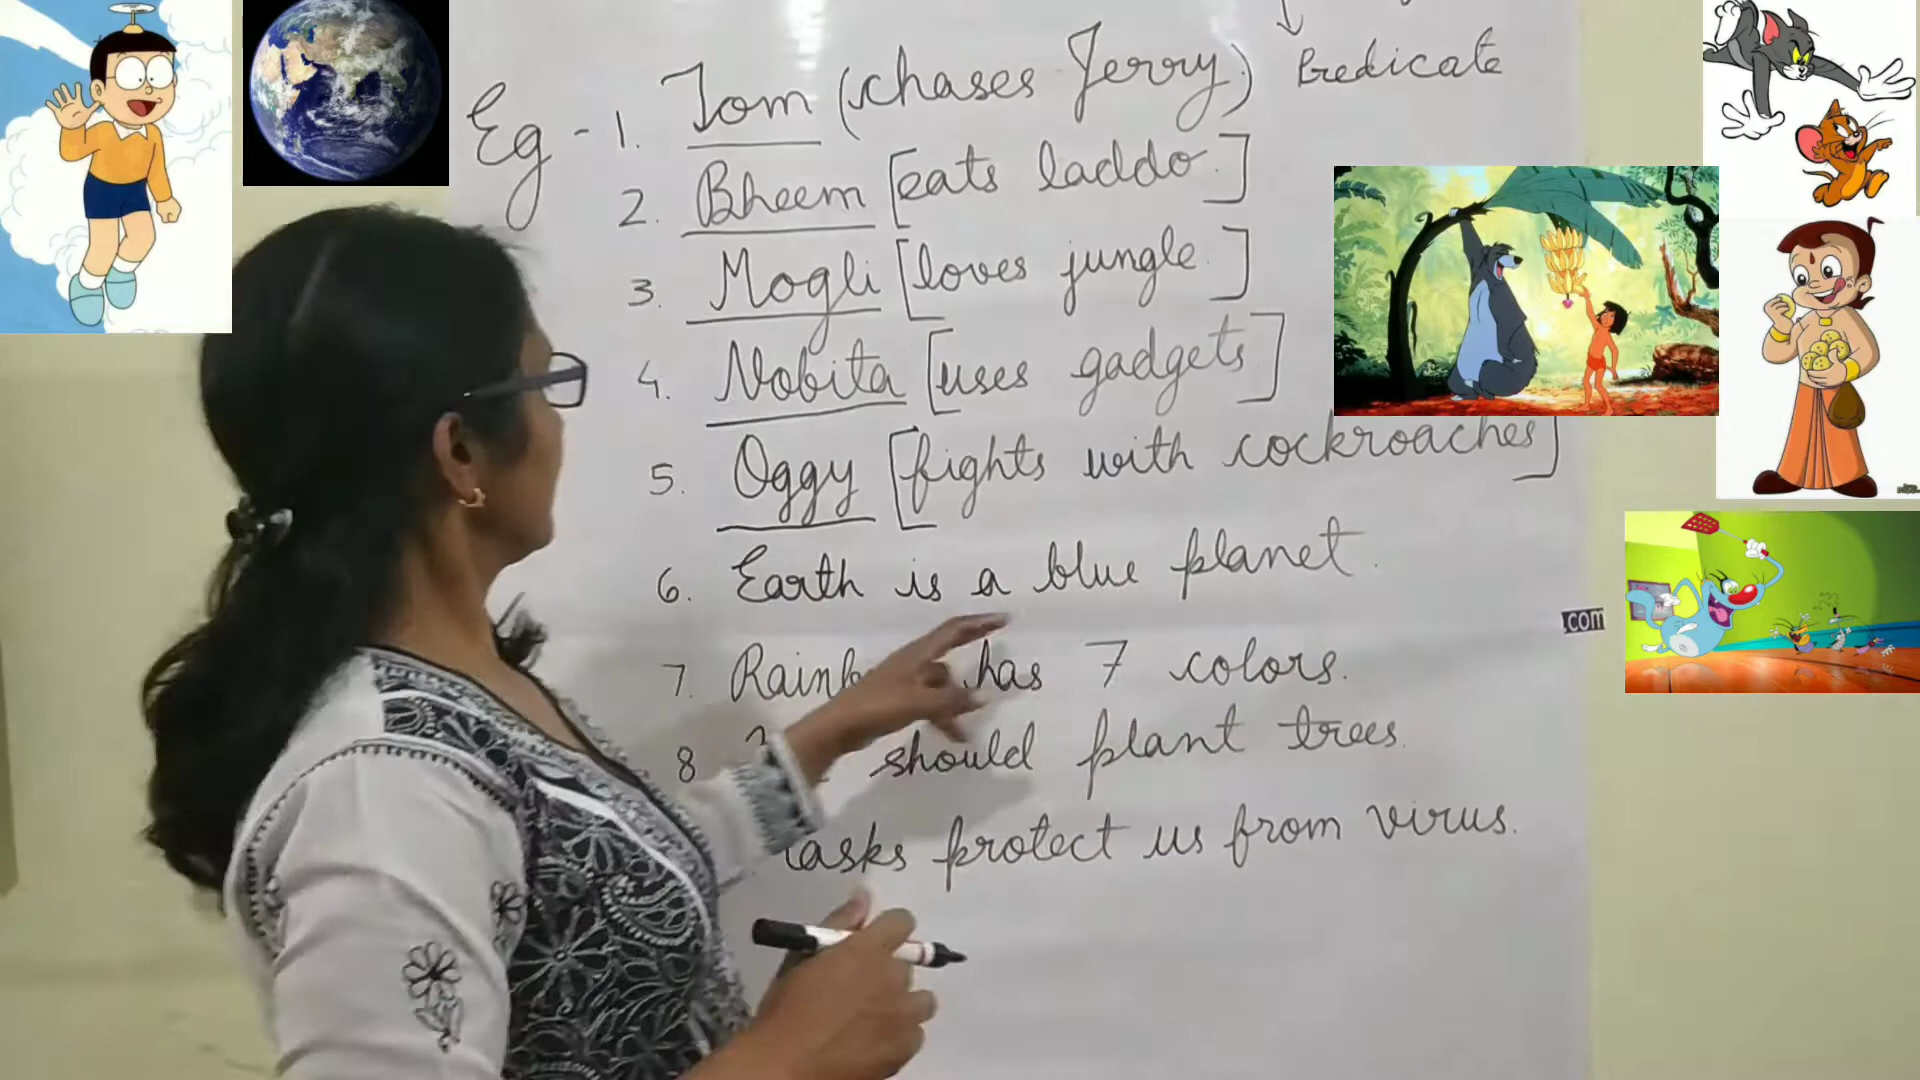 Predicate
Eg - 1. Tom (chases Jerry.)
2. Bheem [eats laddo.]
3. Mogli [loves jungle.]
4. Nobita [uses gadgets]
5. Oggy [fights with cockroaches]
6. Earth is a blue planet.
7. has 7 colors.
8 should plant trees.
protect us from virus.
.com